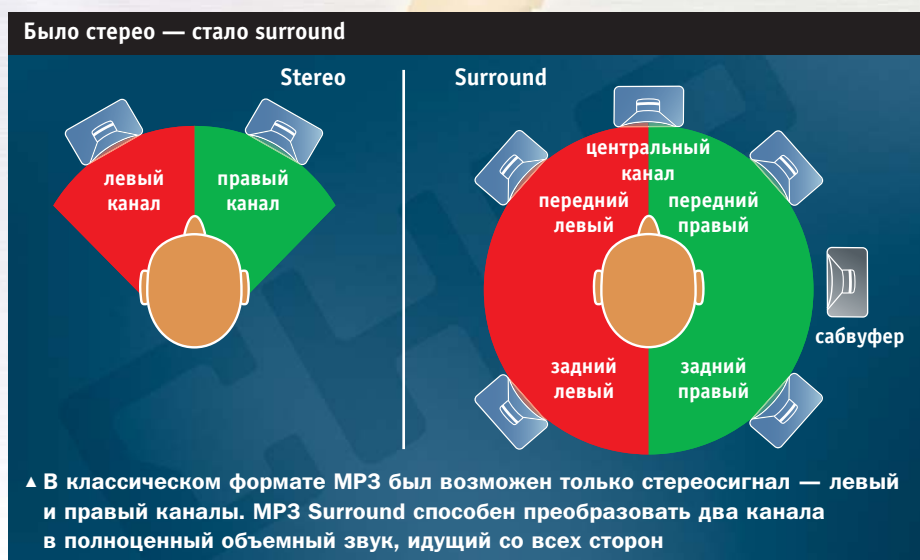 Было стерео — стало surround
Stereo
левый
канал
правый
канал
Surround
центральный
канал
передний
левый
передний
правый
сабвуфер
задний
левый
задний
правый
▲ В классическом формате MP3 был возможен только стереосигнал — левый
и правый каналы. MP3 Surround способен преобразовать два канала
в полноценный объемный звук, идущий со всех сторон